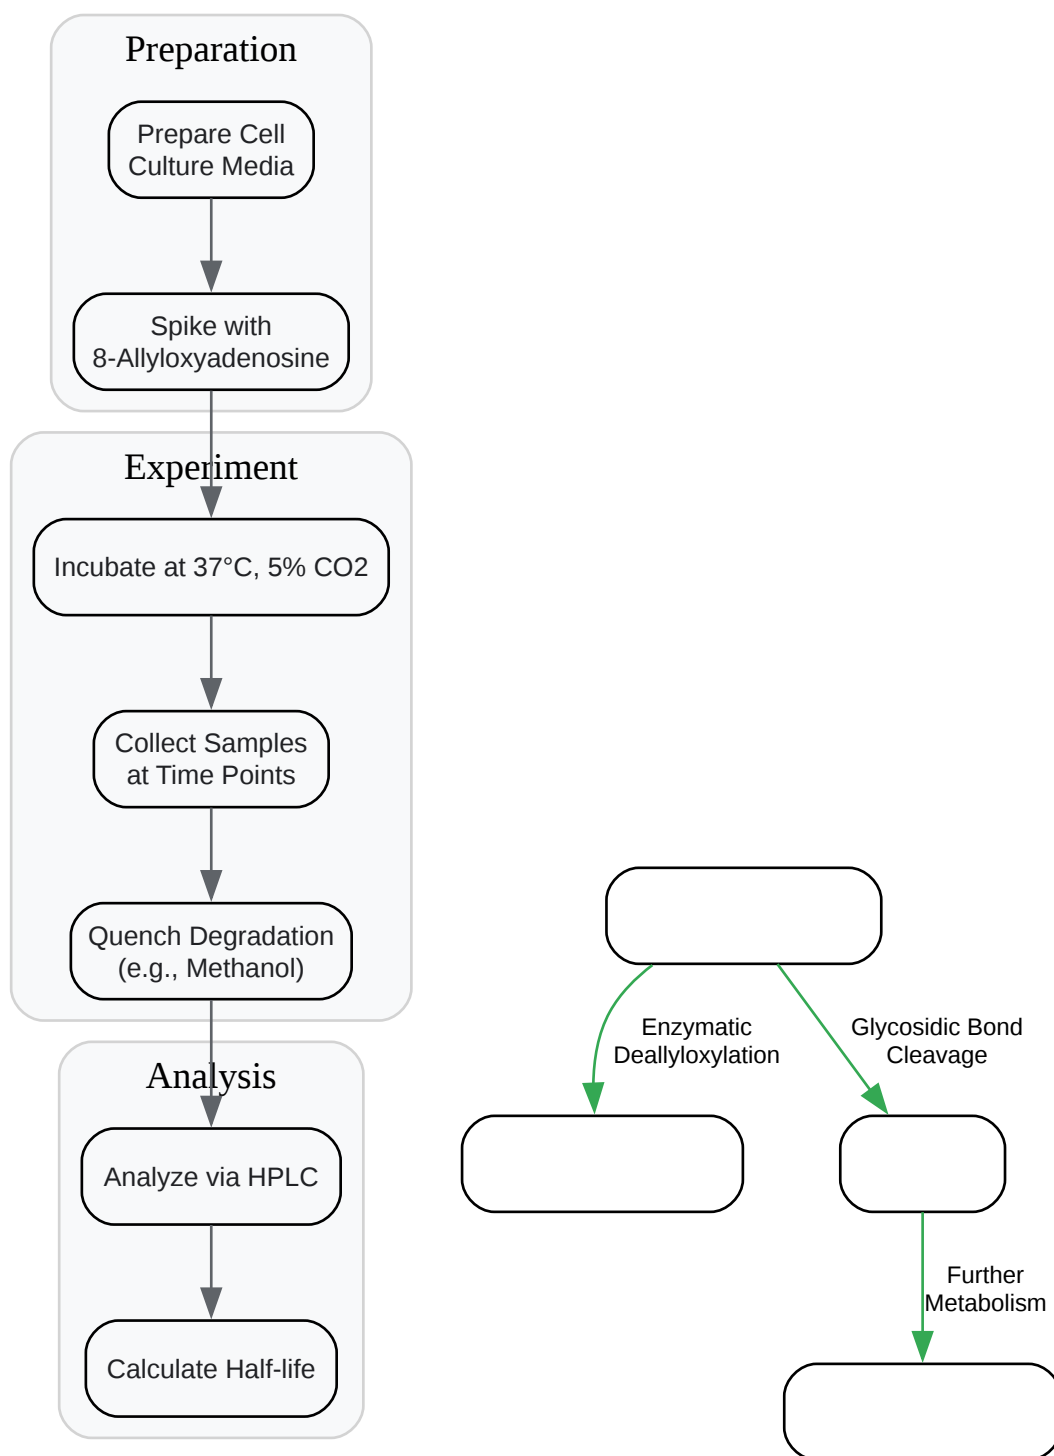 Preparation
Prepare Cell
Culture Media
Spike with
8-Allyloxyadenosine
Experiment
Incubate at 37°C, 5% CO2
Collect Samples
at Time Points
Quench Degradation
(e.g., Methanol)
Analysis
Analyze via HPLC
Calculate Half-life
Enzymatic
Deallyloxylation
Glycosidic Bond
Cleavage
Further
Metabolism